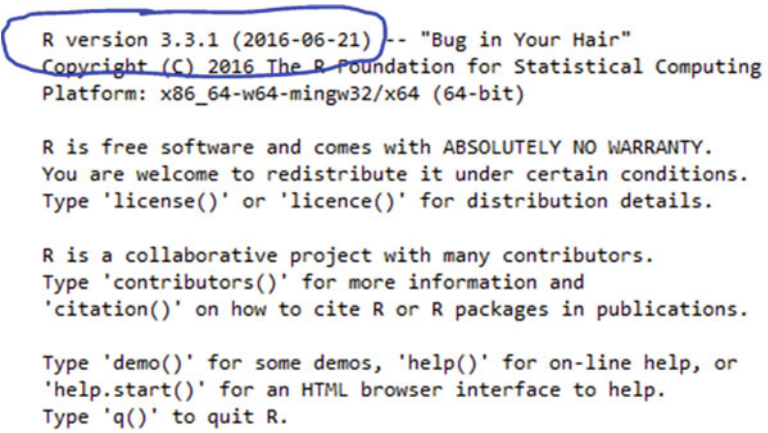 R version 3.3.1 (2016-06-21) -- "Bug in Your Hair"
Copyright (C) 2016 The R Foundation for Statistical Computing
Platform: x86_64-w64-mingw32/x64 (64-bit)
R is free software and comes with ABSOLUTELY NO WARRANTY.
You are welcome to redistribute it under certain conditions.
Type 'license()' or 'licence()' for distribution details.
R is a collaborative project with many contributors.
Type 'contributors()' for more information and
'citation()' on how to cite R or R packages in publications.
Type 'demo()' for some demos, 'help()' for on-line help, or
'help.start()' for an HTML browser interface to help.
Type 'q()' to quit R.